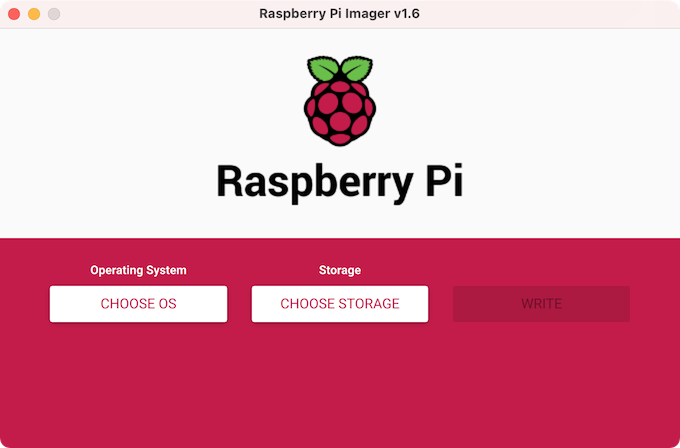 Raspberry Pi Imager v1.6
Raspberry Pi
Operating System
Storage
CHOOSE OS
CHOOSE STORAGE
WRITE